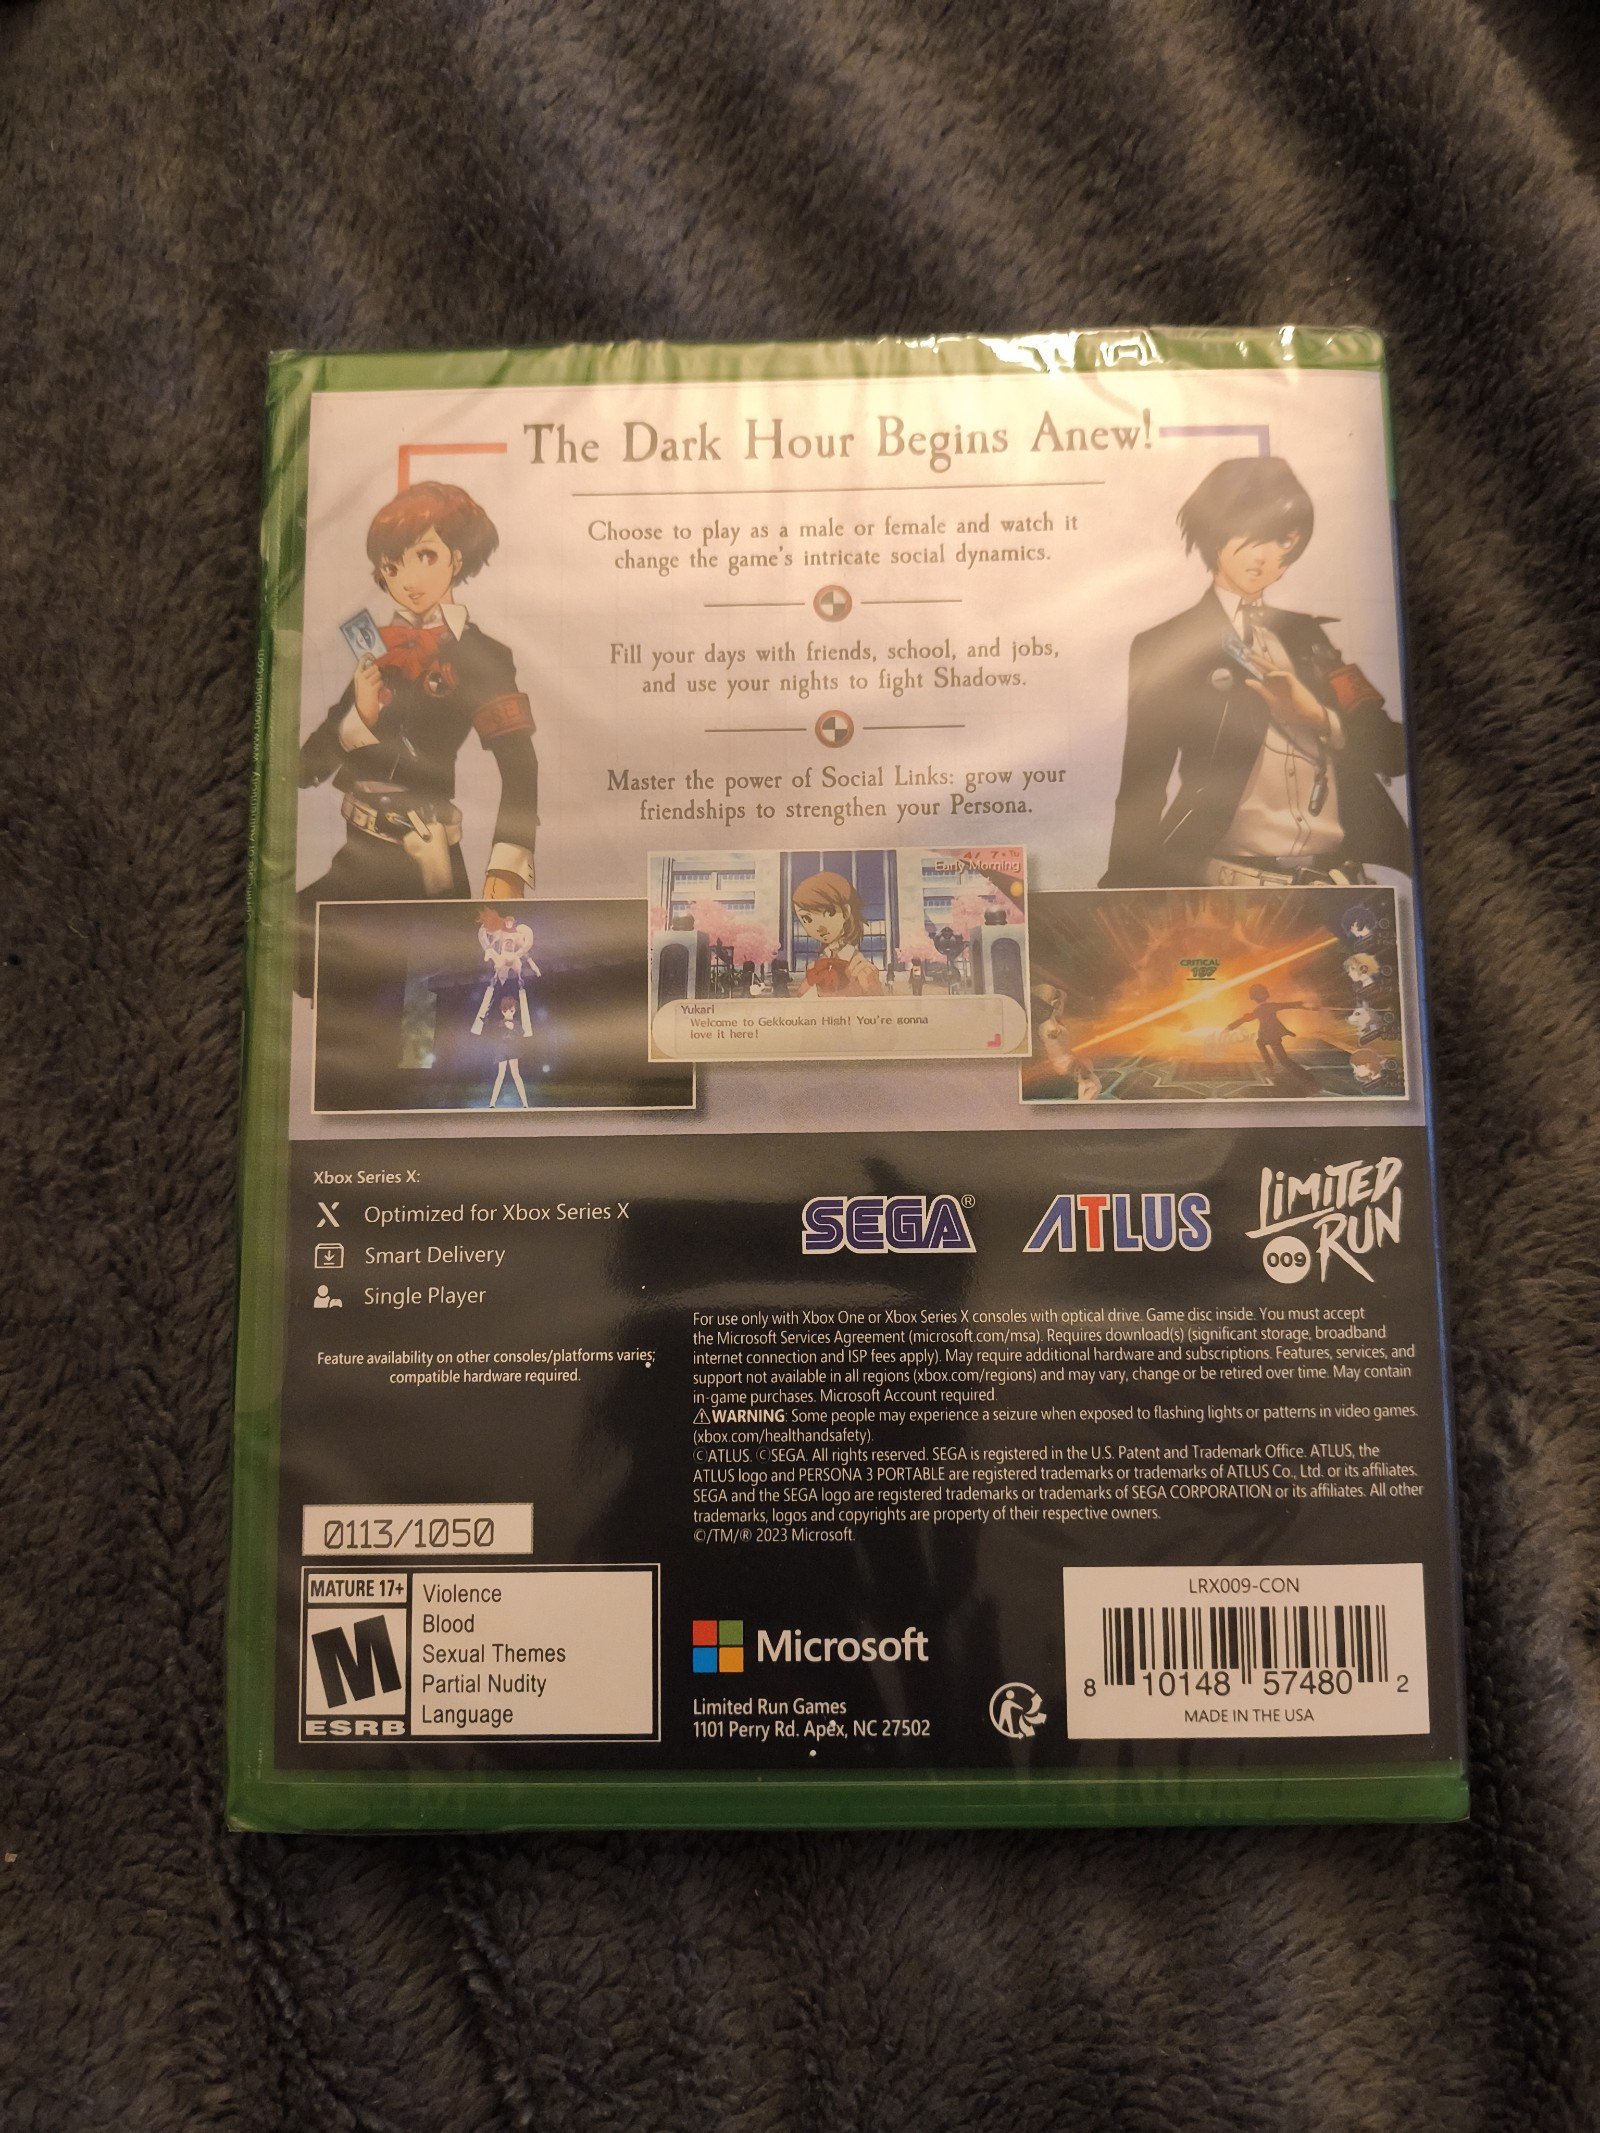 The Dark Hour Begins Anew!
Choose to play as a male or female and watch it
change the game's intricate social dynamics.
Fill your days with friends, school, and jobs,
and use your nights to fight Shadows.
Master the power of Social Links: grow your
friendships to strengthen your Persona.
4/ 7 • Tu
Early Morning
Yukari
Welcome to Gekkoukan High! You're gonna
love it here!
CRITICAL
Xbox Series X:
Optimized for Xbox Series X
Smart Delivery
Single Player
Feature availability on other consoles/platforms varies;
compatible hardware required.
SEGA®
ATLUS
LIMITED
RUN
009
For use only with Xbox One or Xbox Series X consoles with optical drive. Game disc inside. You must accept
the Microsoft Services Agreement (microsoft.com/msa). Requires download(s) (significant storage, broadband
internet connection and ISP fees apply). May require additional hardware and subscriptions. Features, services, and
support not available in all regions (xbox.com/regions) and may vary, change or be retired over time. May contain
in-game purchases. Microsoft Account required.
⚠WARNING: Some people may experience a seizure when exposed to flashing lights or patterns in video games.
(xbox.com/healthandsafety).
©ATLUS. ©SEGA. All rights reserved. SEGA is registered in the U.S. Patent and Trademark Office. ATLUS, the
ATLUS logo and PERSONA 3 PORTABLE are registered trademarks or trademarks of ATLUS Co., Ltd. or its affiliates.
SEGA and the SEGA logo are registered trademarks or trademarks of SEGA CORPORATION or its affiliates. All other
trademarks, logos and copyrights are property of their respective owners.
©/TM/® 2023 Microsoft.
0113/1050
MATURE 17+
M
ESRB
Violence
Blood
Sexual Themes
Partial Nudity
Language
Microsoft
Limited Run Games
1101 Perry Rd. Apex, NC 27502
LRX009-CON
8 10148 57480 2
MADE IN THE USA